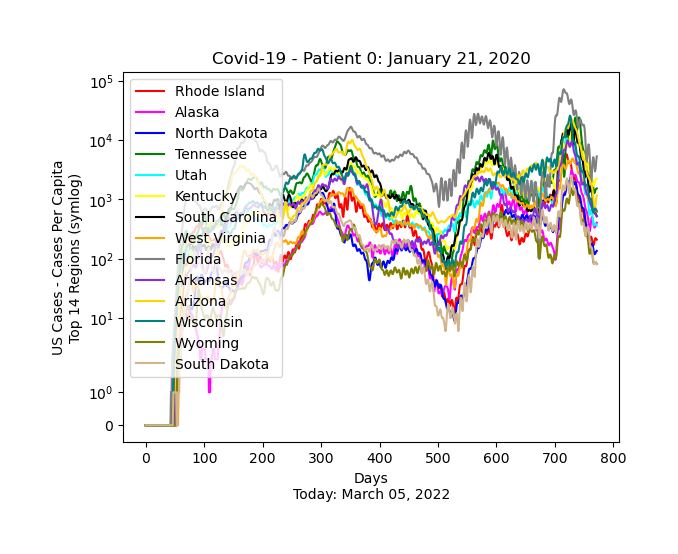 Covid-19 - Patient 0: January 21, 2020
US Cases - Cases Per Capita
Top 14 Regions (symlog)
10^5
10^4
10^3
10^2
10^1
10^0
0
Rhode Island
Alaska
North Dakota
Tennessee
Utah
Kentucky
South Carolina
West Virginia
Florida
Arkansas
Arizona
Wisconsin
Wyoming
South Dakota
0 100 200 300 400 500 600 700 800
Days
Today: March 05, 2022